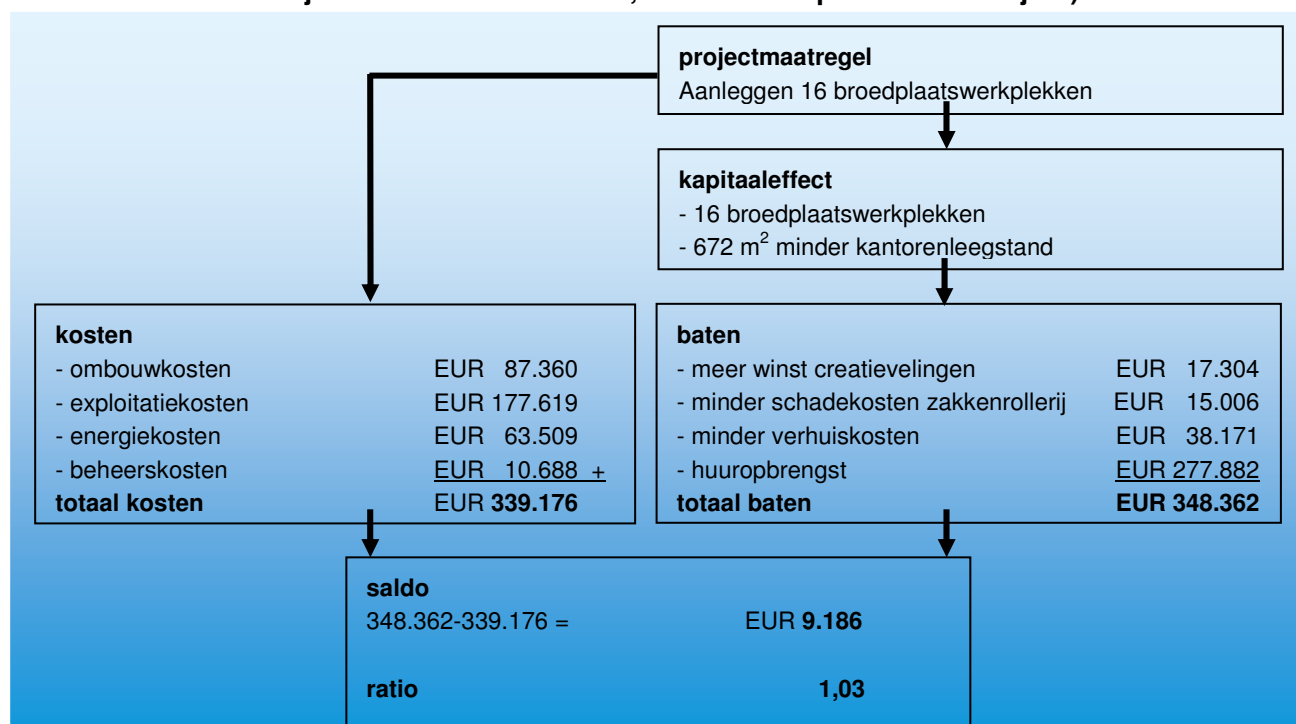 projectmaatregel
Aanleggen 16 broedplaatswerkplekken
kapitaaleffect
- 16 broedplaatswerkplekken
- 672 m² minder kantorenleegstand
kosten
- ombouwkosten EUR 87.360
- exploitatiekosten EUR 177.619
- energiekosten EUR 63.509
- beheerskosten EUR 10.688 +
totaal kosten EUR 339.176
baten
- meer winst creatievelingen EUR 17.304
- minder schadekosten zakkenrollerij EUR 15.006
- minder verhuiskosten EUR 38.171
- huuropbrengst EUR 277.882
totaal baten EUR 348.362
saldo
348.362-339.176 = EUR 9.186
ratio 1,03